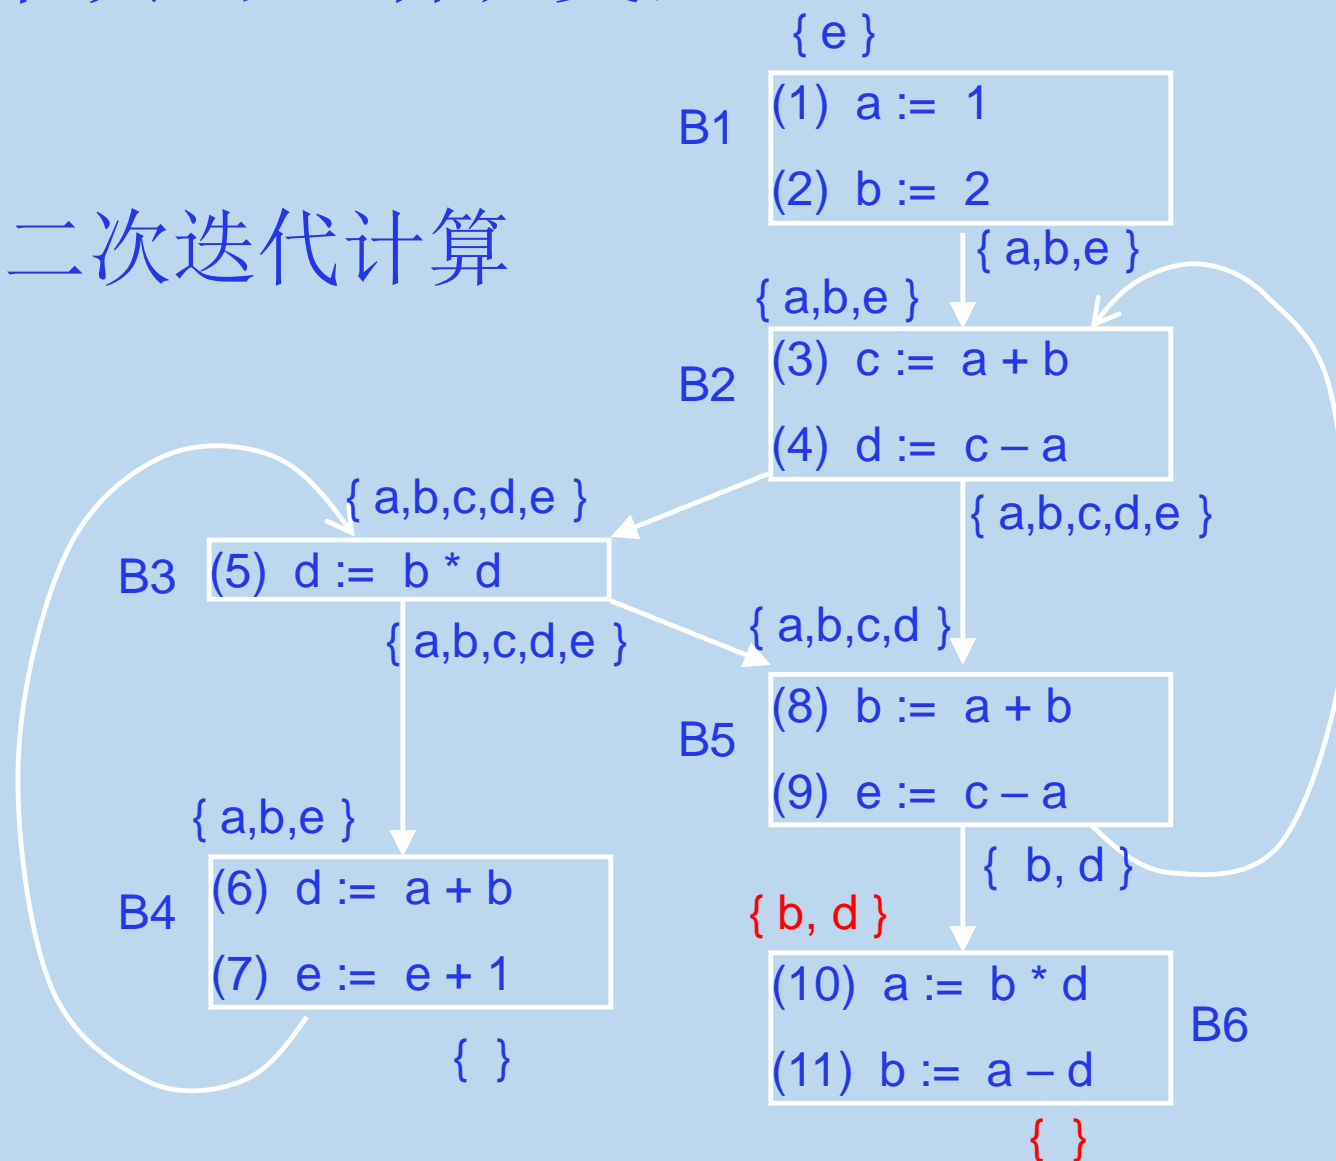 { e }
B1
(1) a := 1
(2) b := 2
{ a,b,e }
二次迭代计算
{ a,b,e }
B2
(3) c := a + b
(4) d := c – a
{ a,b,c,d,e }
{ a,b,c,d,e }
B3
(5) d := b * d
{ a,b,c,d,e }
{ a,b,c,d }
B5
(8) b := a + b
(9) e := c – a
{ a,b,e }
B4
(6) d := a + b
(7) e := e + 1
{ }
{ b, d }
{ b, d }
(10) a := b * d
(11) b := a – d
B6
{ }